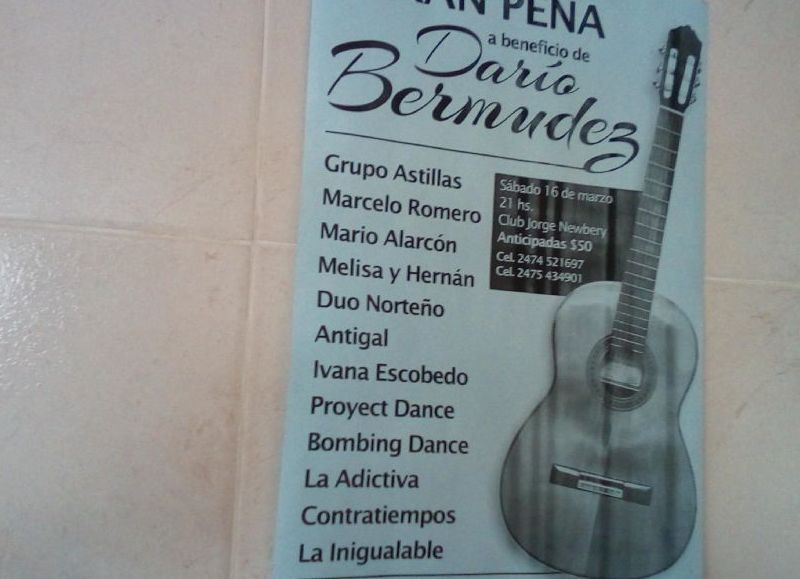 RAN PEÑA
a beneficio de
Darío
Bermudez
Grupo Astillas
Marcelo Romero
Mario Alarcón
Melisa y Hernán
Duo Norteño
Antigal
Ivana Escobedo
Proyect Dance
Bombing Dance
La Adictiva
Contratiempos
La Inigualable
Sábado 16 de marzo
21 hs.
Club Jorge Newbery
Anticipadas $50
Cel. 2474 521697
Cel. 2475 434901